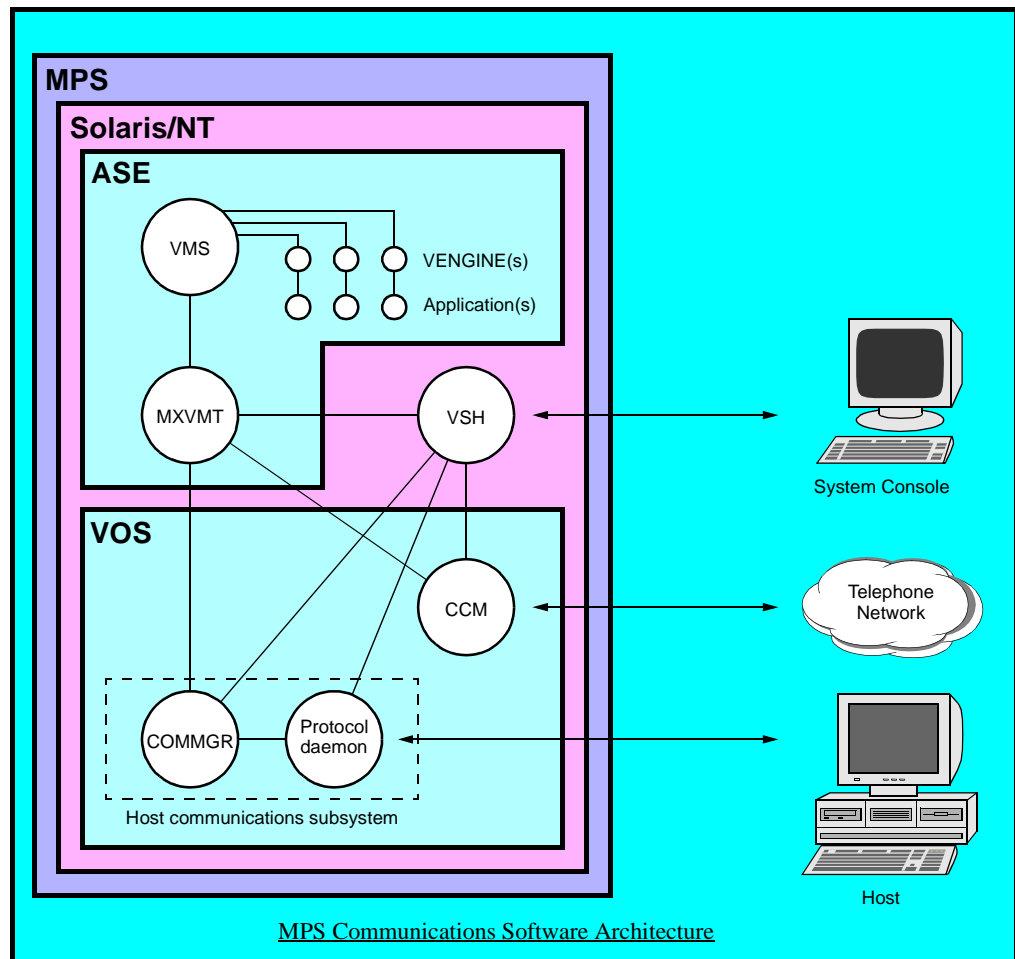 MPS
Solaris/NT
ASE
VMS
VENGINE(s)
Application(s)
MXVMT
VSH
System Console
VOS
CCM
Telephone
Network
COMMGR
Protocol
daemon
Host communications subsystem
Host
MPS Communications Software Architecture